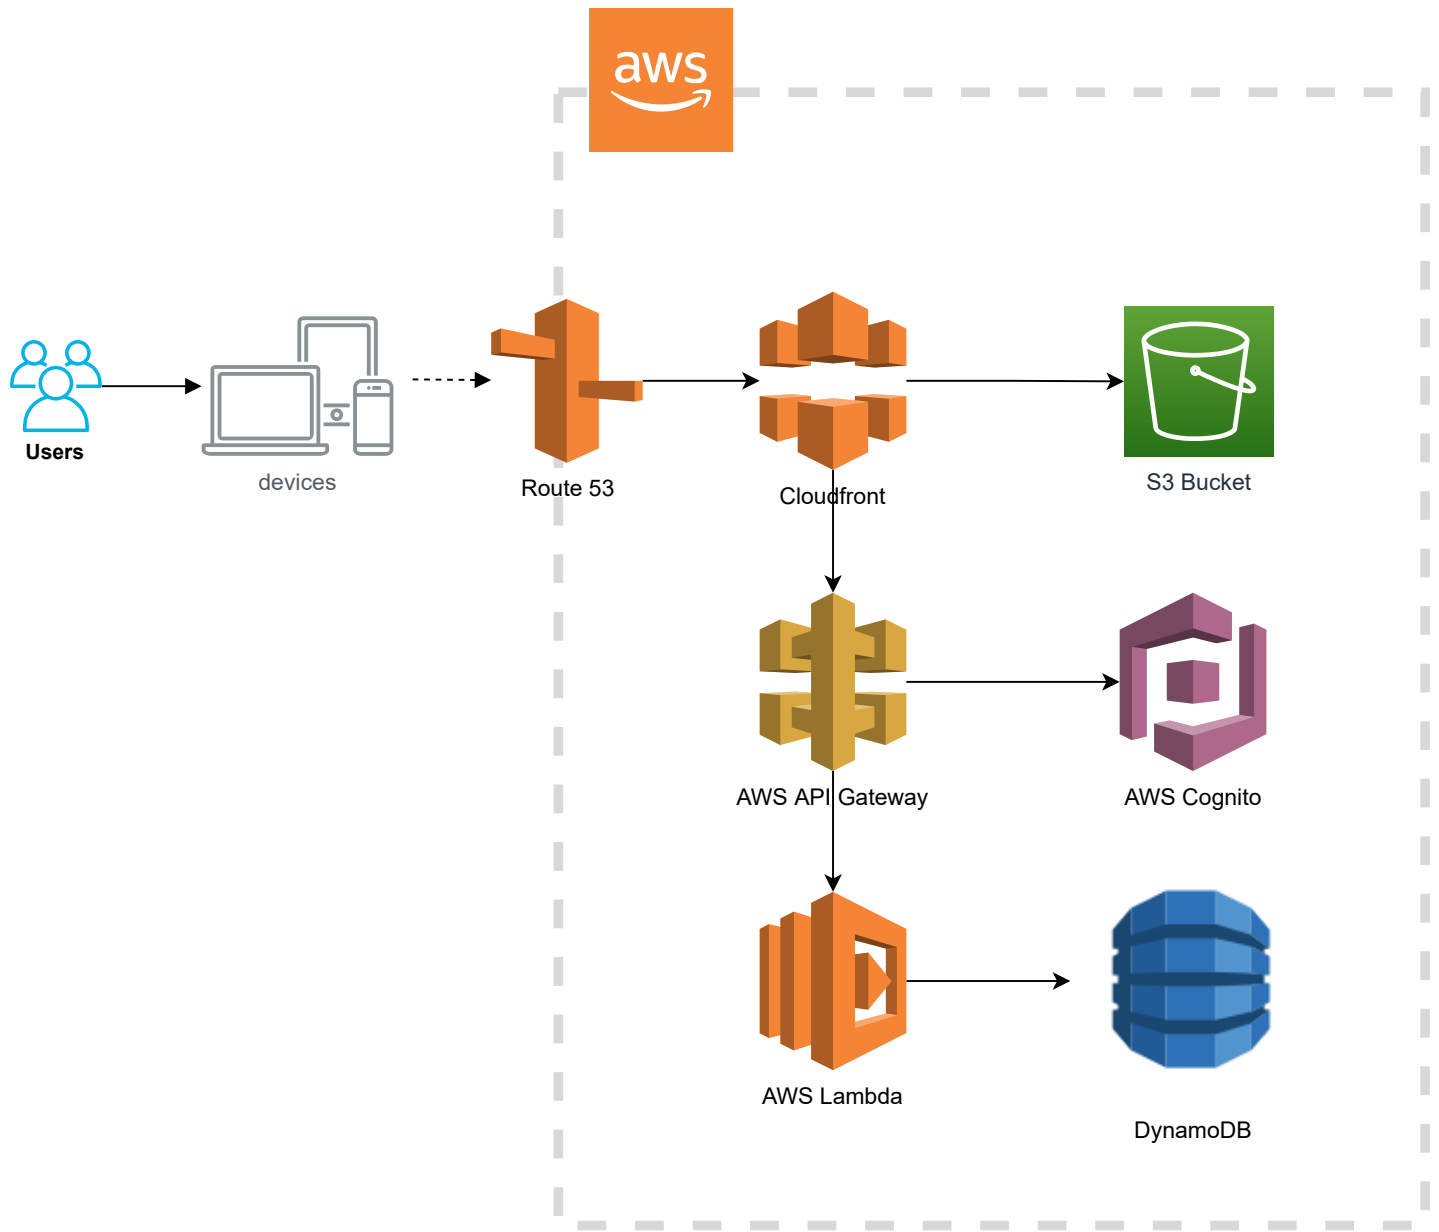 aws
Users
devices
Route 53
Cloudfront
S3 Bucket
AWS API Gateway
AWS Cognito
AWS Lambda
DynamoDB